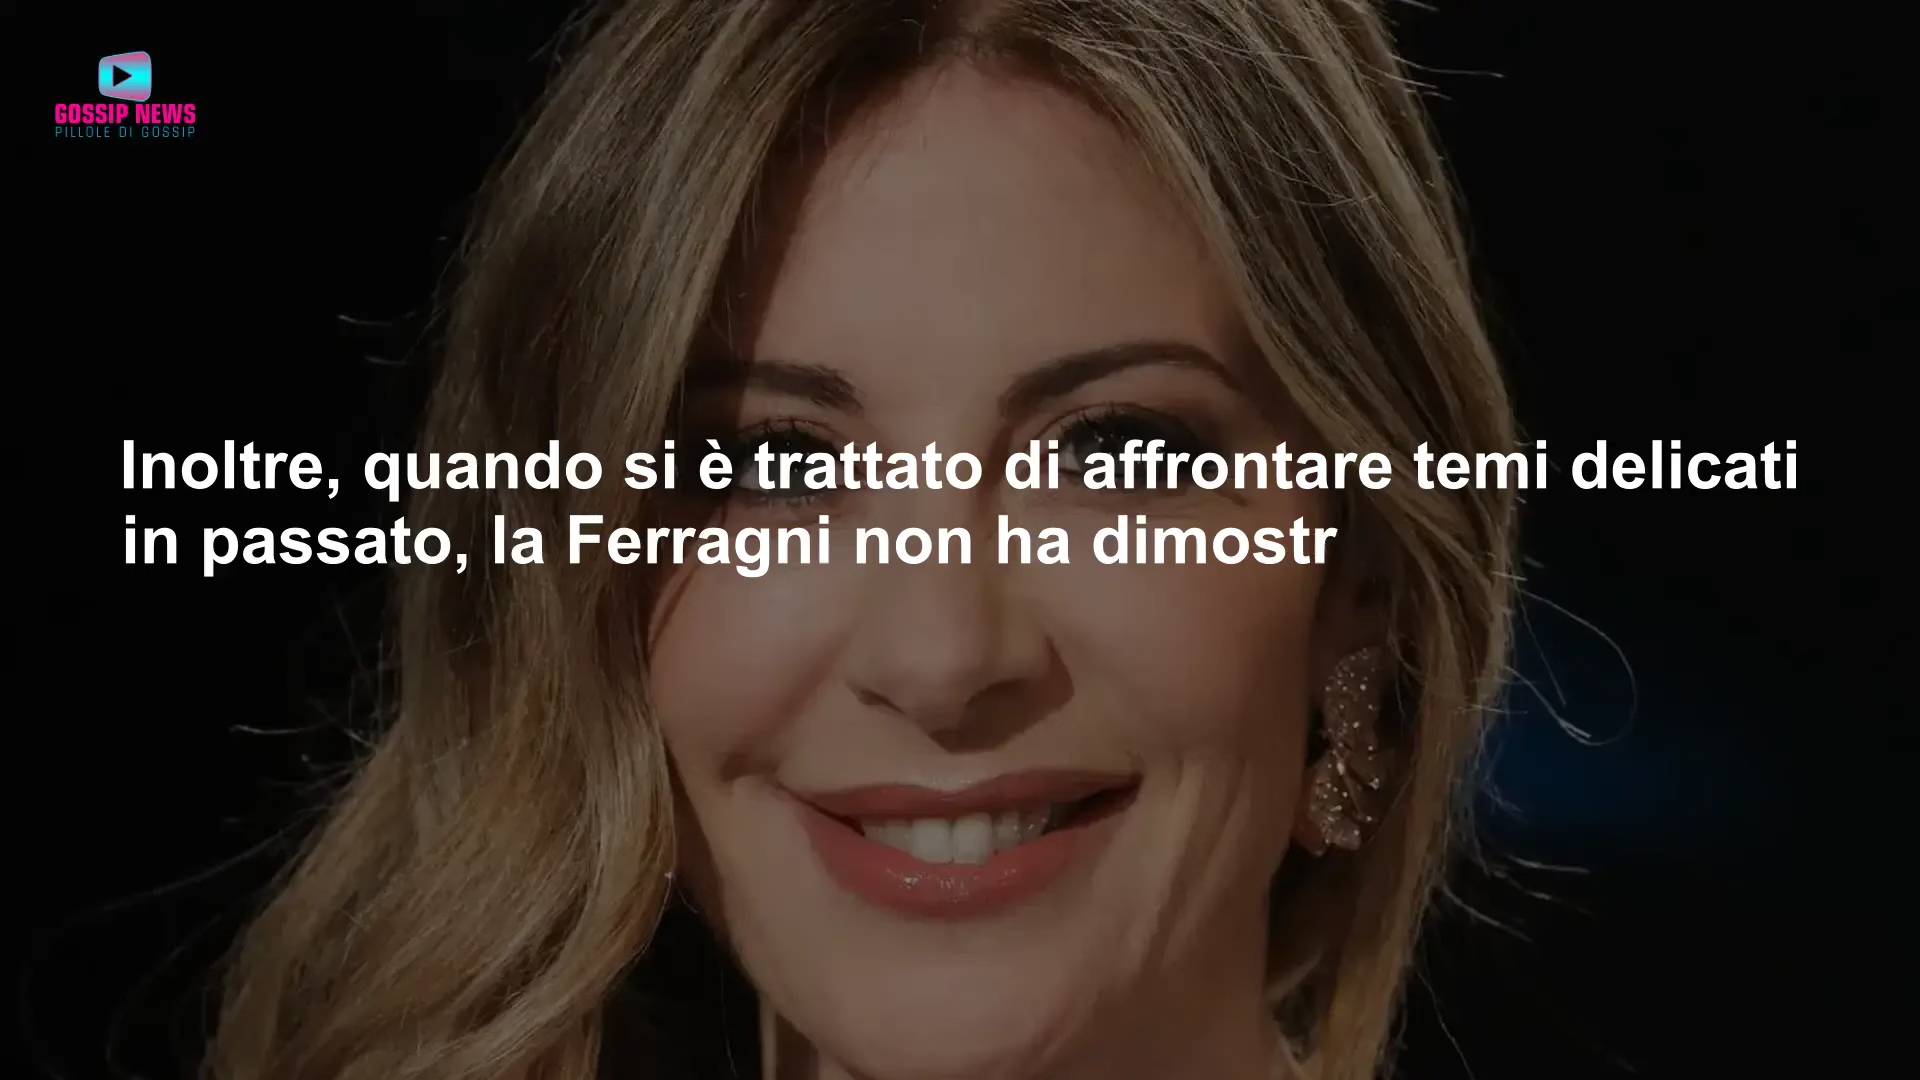 GOSSIP NEWS
PILLOLE DI GOSSIP
Inoltre, quando si è trattato di affrontare temi delicati
in passato, la Ferragni non ha dimostr